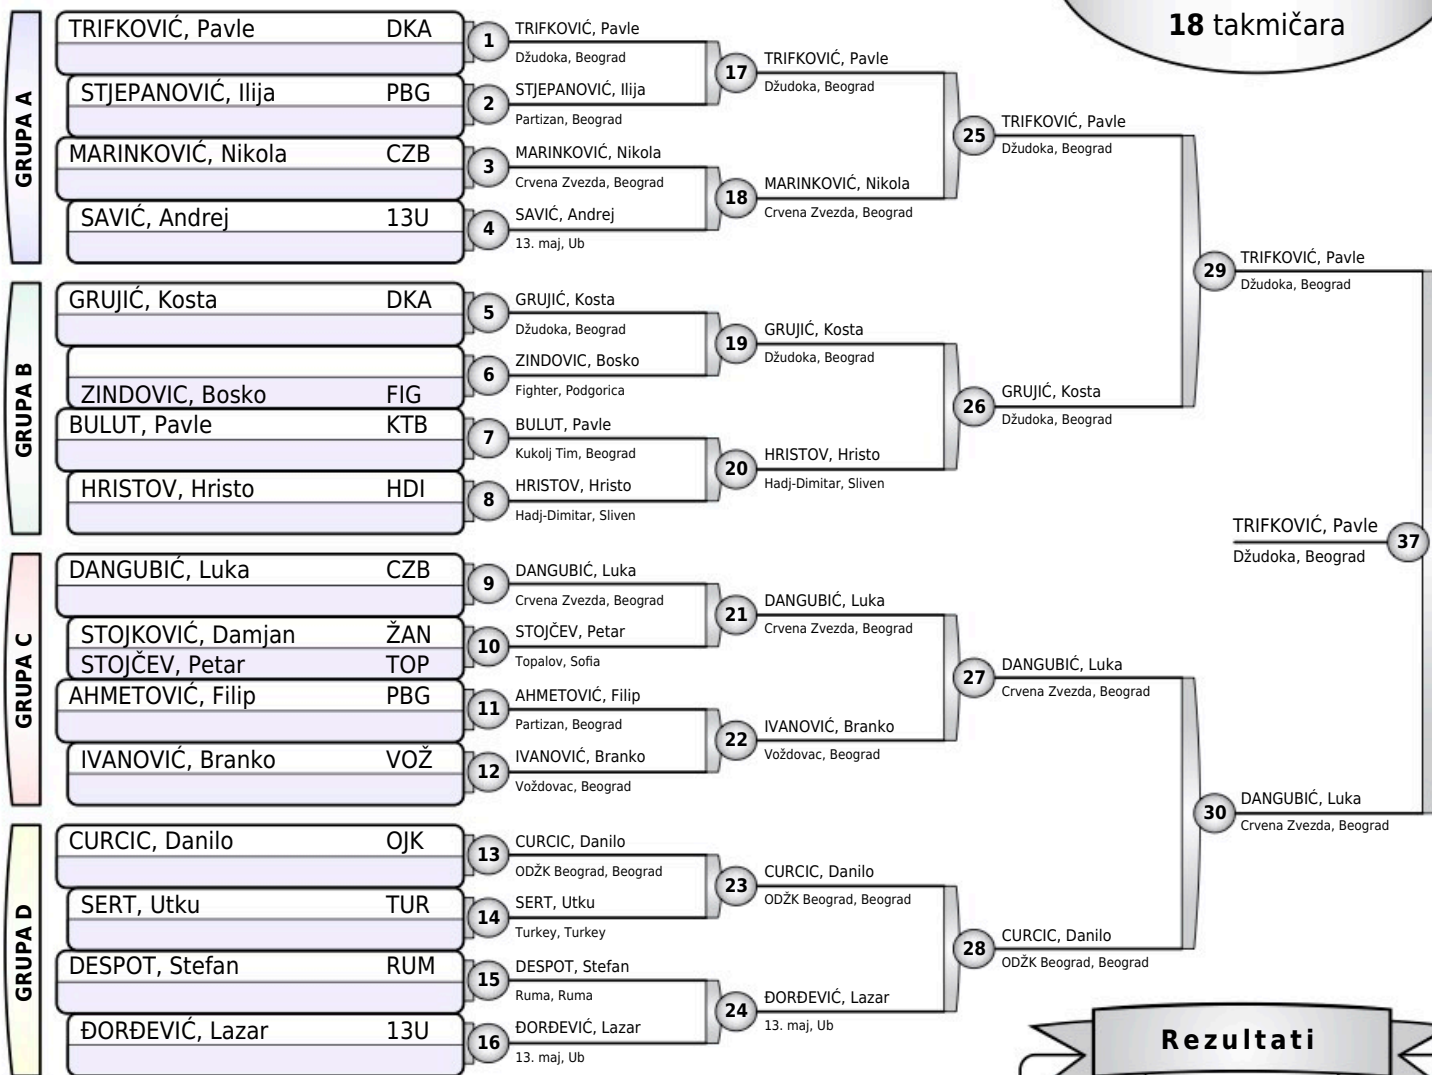 18 takmičara
GRUPA A
TRIFKOVIĆ, Pavle DKA
STJEPANOVIĆ, Ilija PBG
MARINKOVIĆ, Nikola CZB
SAVIĆ, Andrej 13U
GRUPA B
GRUJIĆ, Kosta DKA
ZINDOVIC, Bosko FIG
BULUT, Pavle KTB
HRISTOV, Hristo HDI
GRUPA C
DANGUBIĆ, Luka CZB
STOJKOVIĆ, Damjan ŽAN
STOJČEV, Petar TOP
AHMETOVIĆ, Filip PBG
IVANOVIĆ, Branko VOŽ
GRUPA D
CURCIC, Danilo OJK
SERT, Utku TUR
DESPOT, Stefan RUM
ĐORĐEVIĆ, Lazar 13U
1 TRIFKOVIĆ, Pavle
Džudoka, Beograd
2 STJEPANOVIĆ, Ilija
Partizan, Beograd
3 MARINKOVIĆ, Nikola
Crvena Zvezda, Beograd
4 SAVIĆ, Andrej
13. maj, Ub
5 GRUJIĆ, Kosta
Džudoka, Beograd
6 ZINDOVIC, Bosko
Fighter, Podgorica
7 BULUT, Pavle
Kukolj Tim, Beograd
8 HRISTOV, Hristo
Hadj-Dimitar, Sliven
9 DANGUBIĆ, Luka
Crvena Zvezda, Beograd
10 STOJČEV, Petar
Topalov, Sofia
11 AHMETOVIĆ, Filip
Partizan, Beograd
12 IVANOVIĆ, Branko
Voždovac, Beograd
13 CURCIC, Danilo
ODŽK Beograd, Beograd
14 SERT, Utku
Turkey, Turkey
15 DESPOT, Stefan
Ruma, Ruma
16 ĐORĐEVIĆ, Lazar
13. maj, Ub
17 TRIFKOVIĆ, Pavle
Džudoka, Beograd
18 MARINKOVIĆ, Nikola
Crvena Zvezda, Beograd
19 GRUJIĆ, Kosta
Džudoka, Beograd
20 HRISTOV, Hristo
Hadj-Dimitar, Sliven
21 DANGUBIĆ, Luka
Crvena Zvezda, Beograd
22 IVANOVIĆ, Branko
Voždovac, Beograd
23 CURCIC, Danilo
ODŽK Beograd, Beograd
24 ĐORĐEVIĆ, Lazar
13. maj, Ub
25 TRIFKOVIĆ, Pavle
Džudoka, Beograd
26 GRUJIĆ, Kosta
Džudoka, Beograd
27 DANGUBIĆ, Luka
Crvena Zvezda, Beograd
28 CURCIC, Danilo
ODŽK Beograd, Beograd
29 TRIFKOVIĆ, Pavle
Džudoka, Beograd
30 DANGUBIĆ, Luka
Crvena Zvezda, Beograd
TRIFKOVIĆ, Pavle 37
Džudoka, Beograd
Rezultati